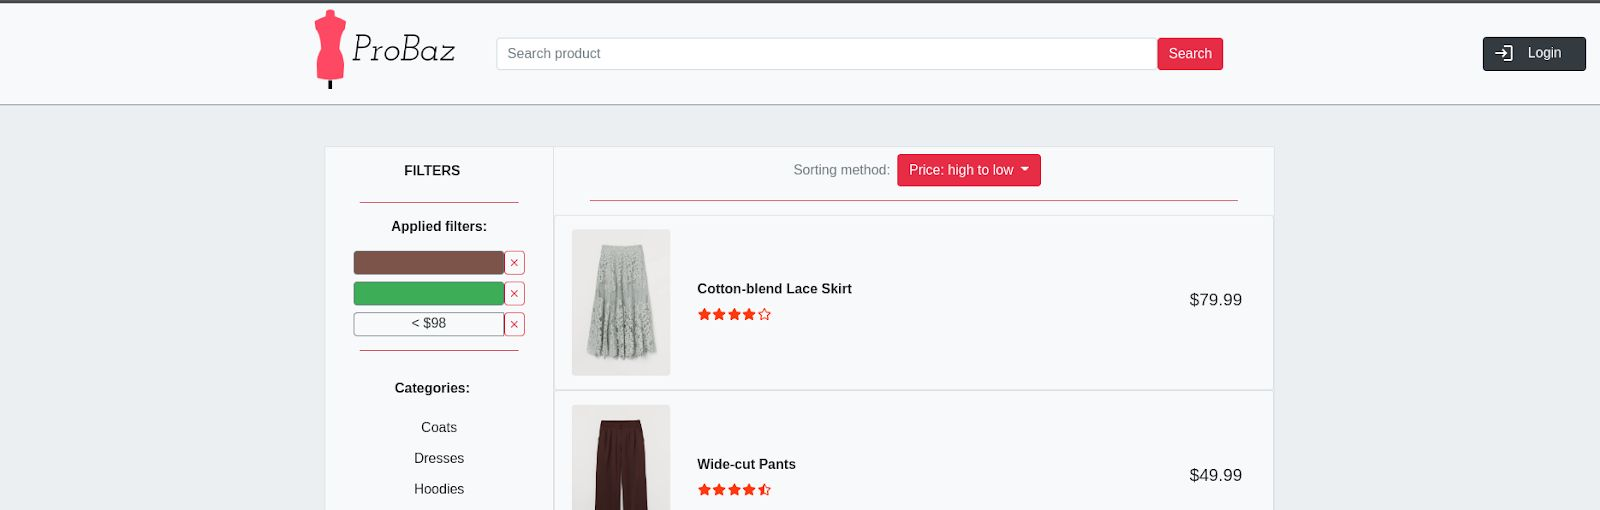 ProBaz
Search product
Search
Login
FILTERS
Applied filters:
×
×
< $98 ×
Categories:
Coats
Dresses
Hoodies
Sorting method: Price: high to low
Cotton-blend Lace Skirt
$79.99
Wide-cut Pants
$49.99